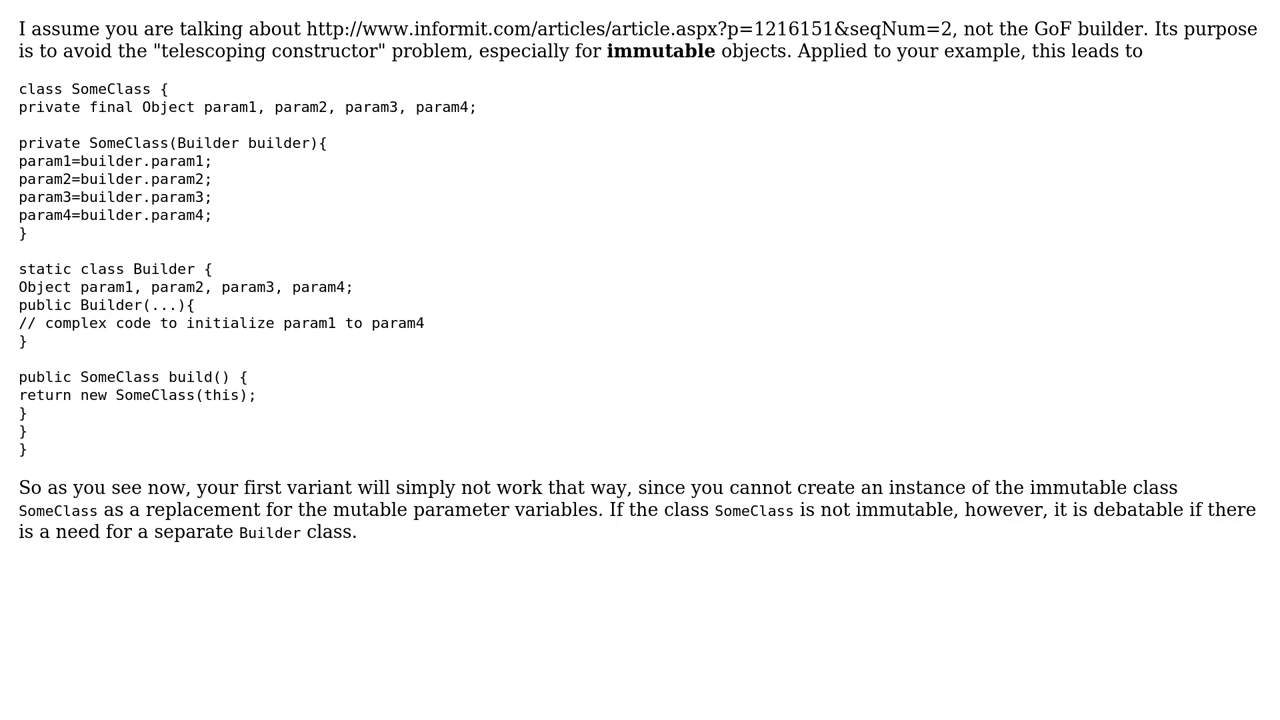 I assume you are talking about http://www.informit.com/articles/article.aspx?p=1216151&seqNum=2, not the GoF builder. Its purpose
is to avoid the "telescoping constructor" problem, especially for immutable objects. Applied to your example, this leads to
class SomeClass {
private final Object param1, param2, param3, param4;
private SomeClass(Builder builder){
param1=builder.param1;
param2=builder.param2;
param3=builder.param3;
param4=builder.param4;
}
static class Builder {
Object param1, param2, param3, param4;
public Builder(...){
// complex code to initialize param1 to param4
}
public SomeClass build() {
return new SomeClass(this);
}
}
}
So as you see now, your first variant will simply not work that way, since you cannot create an instance of the immutable class
SomeClass as a replacement for the mutable parameter variables. If the class SomeClass is not immutable, however, it is debatable if there
is a need for a separate Builder class.